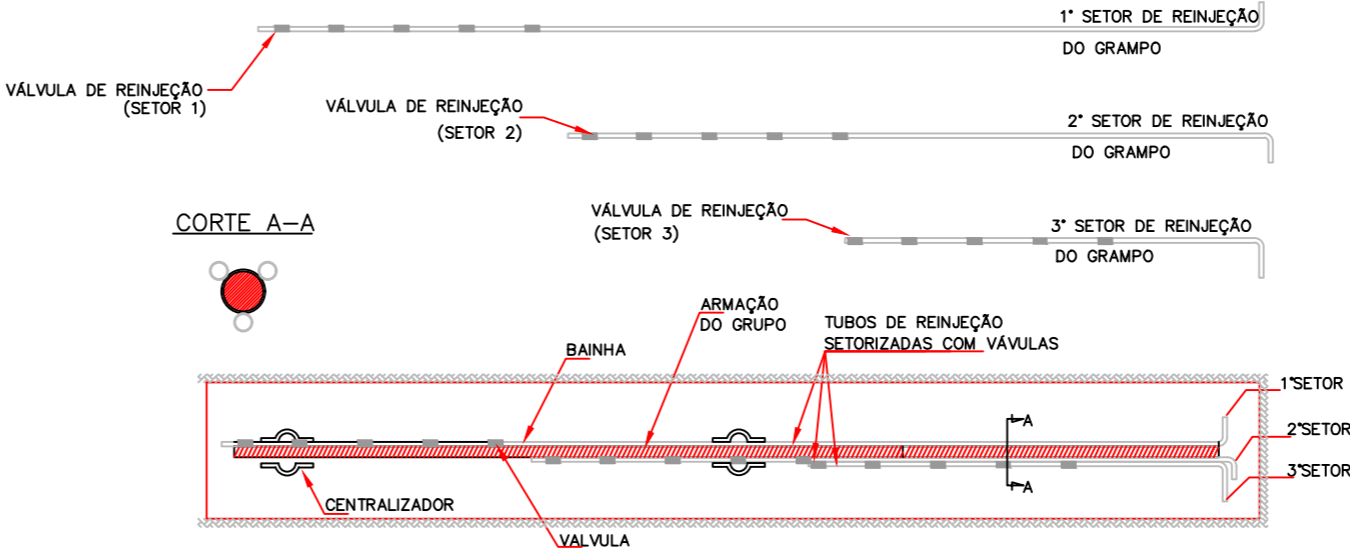 1° SETOR DE REINJEÇÃO
DO GRAMPO
VÁLVULA DE REINJEÇÃO
(SETOR 1)
VÁLVULA DE REINJEÇÃO
(SETOR 2)
2° SETOR DE REINJEÇÃO
DO GRAMPO
CORTE A-A
VÁLVULA DE REINJEÇÃO
(SETOR 3)
3° SETOR DE REINJEÇÃO
DO GRAMPO
ARMAÇÃO
DO GRUPO
TUBOS DE REINJEÇÃO
SETORIZADAS COM VÁVULAS
BAINHA
1°SETOR
A
2°SETOR
3°SETOR
A
CENTRALIZADOR
VALVULA